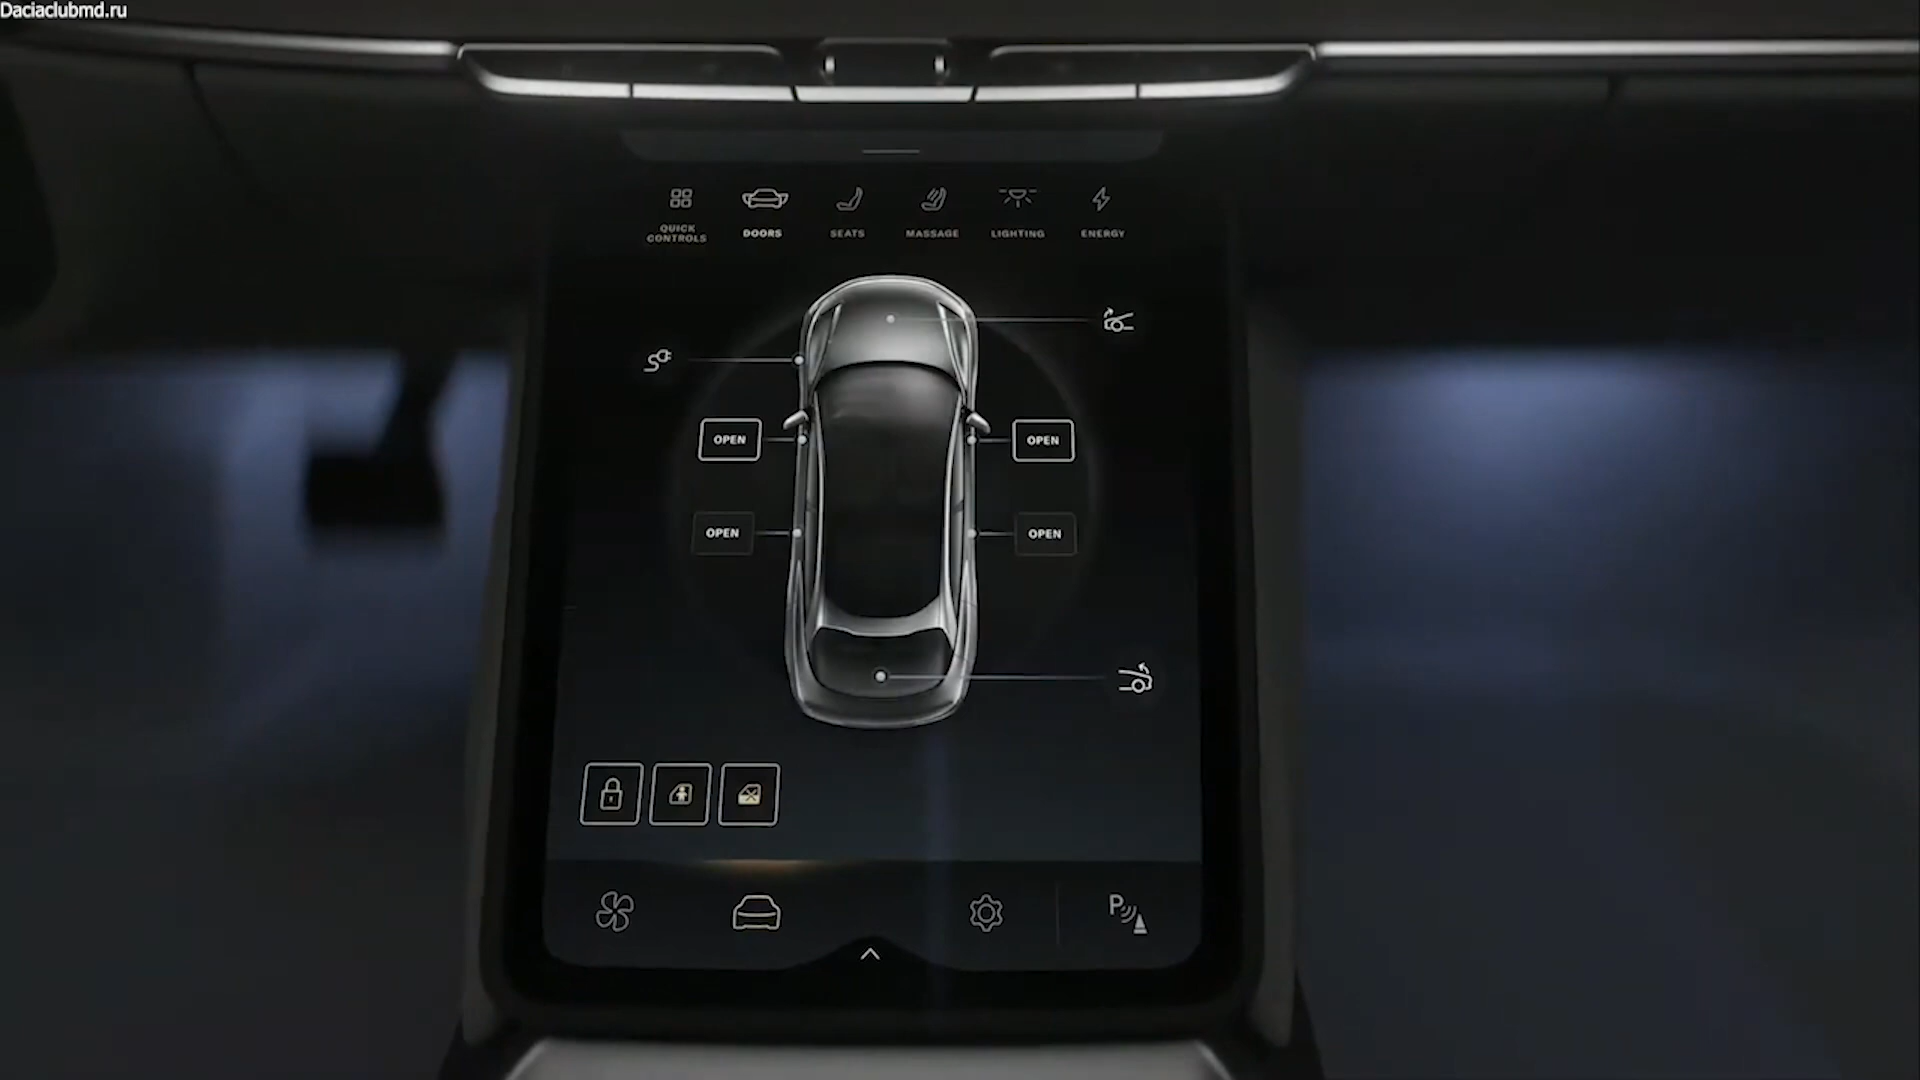 Daciaclubmd.ru
QUICK
CONTROLS
DOORS
SEATS
MASSAGE
LIGHTING
ENERGY
OPEN
OPEN
OPEN
OPEN
P